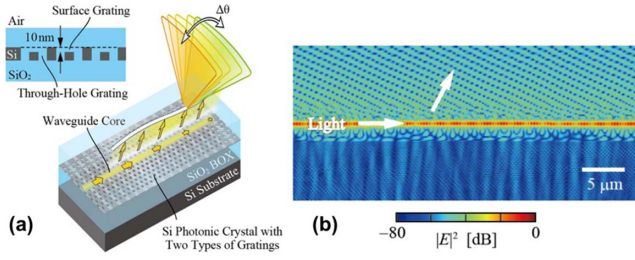 Air
Surface Grating
10nm
Si
SiO₂
Through-Hole Grating
Δθ
Waveguide Core
SiO₂ BOX
Si Substrate
Si Photonic Crystal with
Two Types of Gratings
(a)
Light
5 μm
−80
0
|E|² [dB]
(b)